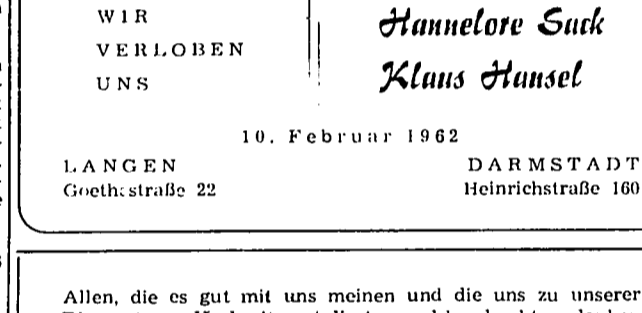 WIR
VERLOBEN
UNS
Hannelore Suck
Klaus Hansel
10. Februar 1962
LANGEN
Goethestraße 22
DARMSTADT
Heinrichstraße 160
Allen, die es gut mit uns meinen und die uns zu unserer